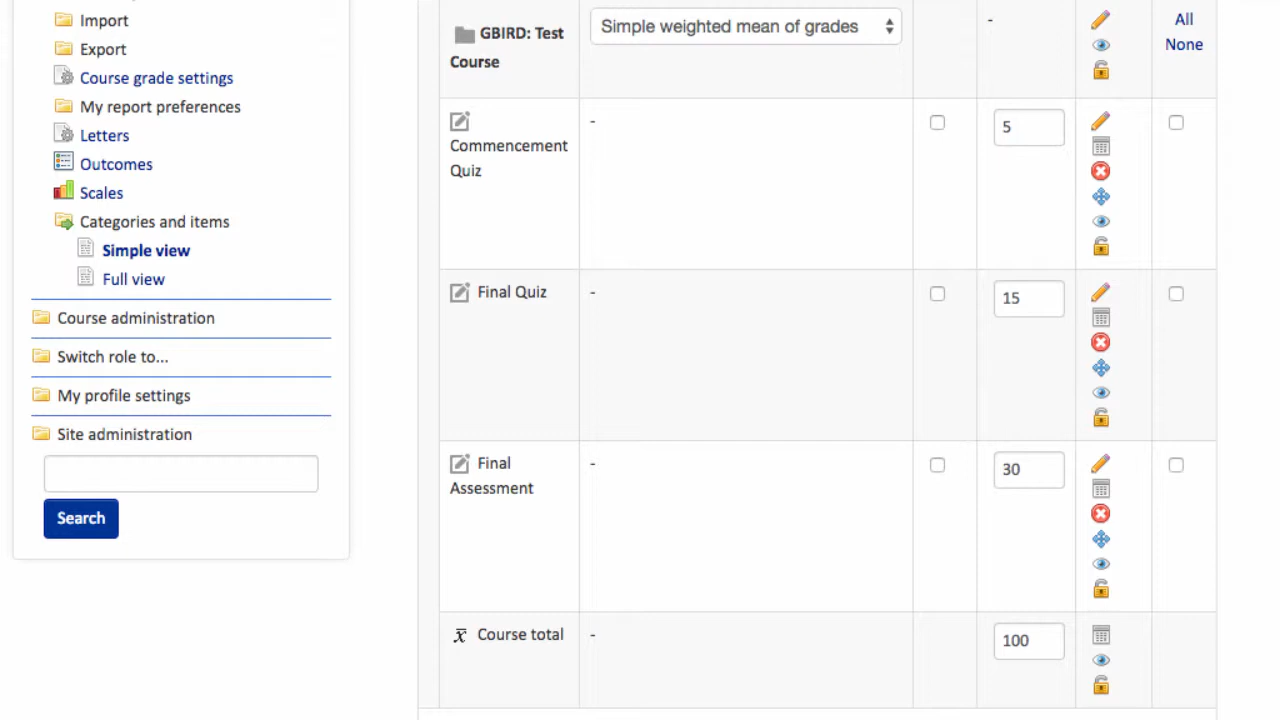 Import
Export
Course grade settings
My report preferences
Letters
Outcomes
Scales
Categories and items
Simple view
Full view
Course administration
Switch role to...
My profile settings
Site administration
Search
GBIRD: Test
Course
Simple weighted mean of grades
-
All
None
Commencement
Quiz
-
5
Final Quiz
-
15
Final
Assessment
-
30
x̄ Course total
-
100